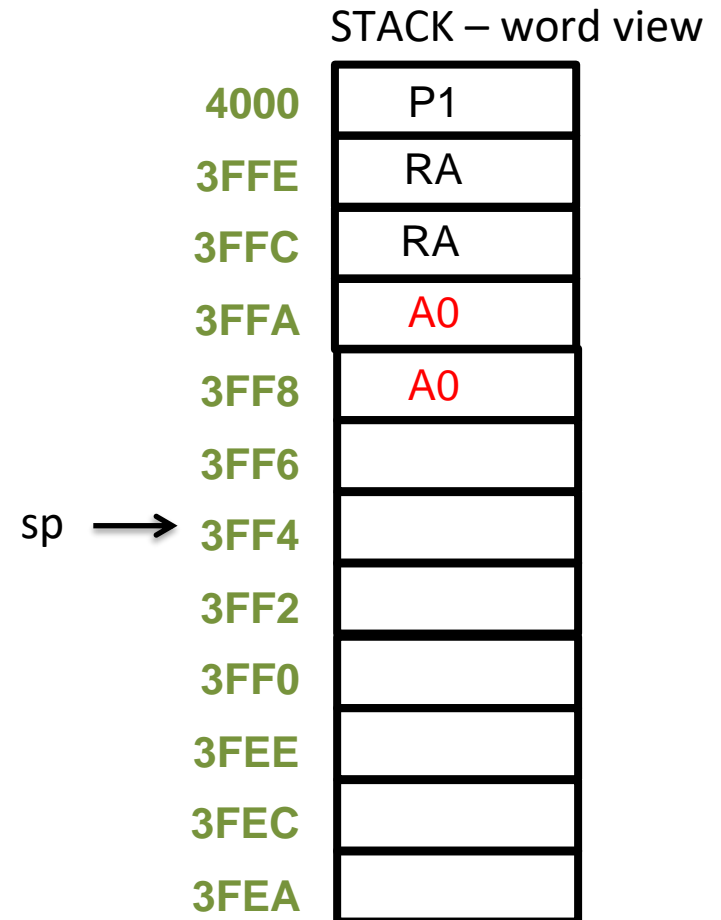 STACK – word view
4000 P1
3FFE RA
3FFC RA
3FFA A0
3FF8 A0
3FF6
sp 3FF4
3FF2
3FF0
3FEE
3FEC
3FEA